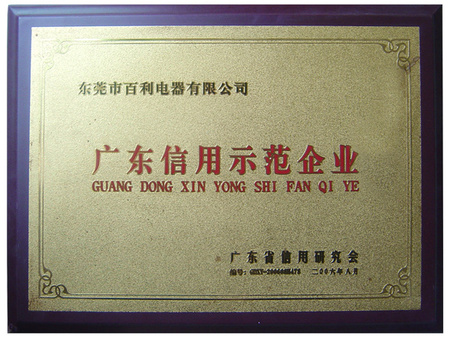 东莞市百利电器有限公司
广东信用示范企业
GUANG DONG XIN YONG SHI FAN QI YE
广东省信用研究会
编号: 二〇〇六年八月